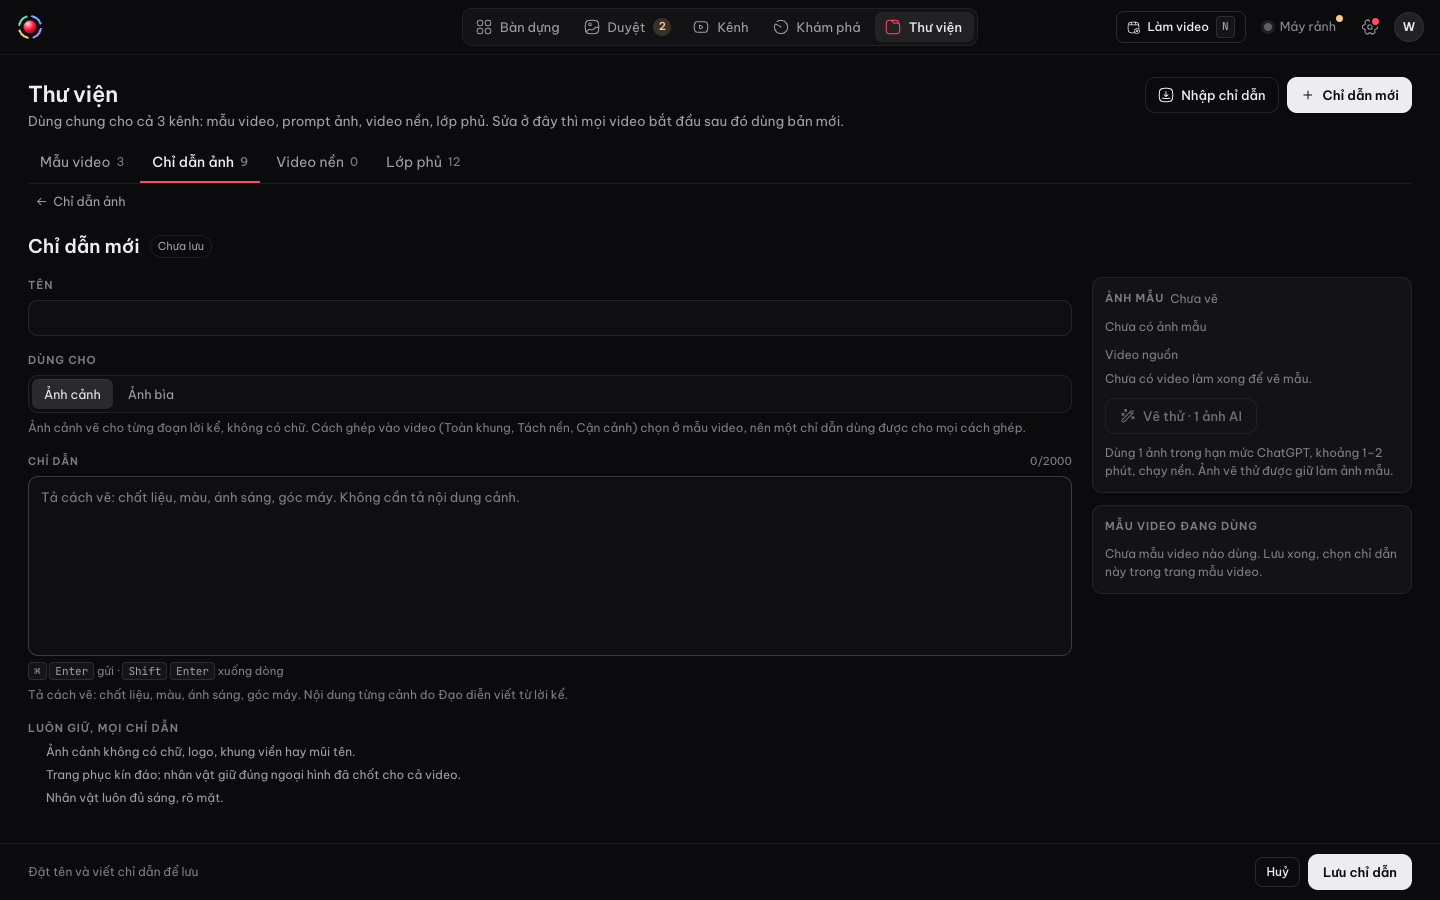 Bàn dựng
Duyệt 2
Kênh
Khám phá
Thư viện
Làm video N
Máy rảnh
W
Thư viện
Dùng chung cho cả 3 kênh: mẫu video, prompt ảnh, video nền, lớp phủ. Sửa ở đây thì mọi video bắt đầu sau đó dùng bản mới.
Nhập chỉ dẫn
+ Chỉ dẫn mới
Mẫu video 3
Chỉ dẫn ảnh 9
Video nền 0
Lớp phủ 12
← Chỉ dẫn ảnh
Chỉ dẫn mới Chưa lưu
TÊN
DÙNG CHO
Ảnh cảnh Ảnh bìa
Ảnh cảnh vẽ cho từng đoạn lời kể, không có chữ. Cách ghép vào video (Toàn khung, Tách nền, Cận cảnh) chọn ở mẫu video, nên một chỉ dẫn dùng được cho mọi cách ghép.
CHỈ DẪN 0/2000
Tả cách vẽ: chất liệu, màu, ánh sáng, góc máy. Không cần tả nội dung cảnh.
⌘ Enter gửi · Shift Enter xuống dòng
Tả cách vẽ: chất liệu, màu, ánh sáng, góc máy. Nội dung từng cảnh do Đạo diễn viết từ lời kể.
LUÔN GIỮ, MỌI CHỈ DẪN
Ảnh cảnh không có chữ, logo, khung viền hay mũi tên.
Trang phục kín đáo; nhân vật giữ đúng ngoại hình đã chốt cho cả video.
Nhân vật luôn đủ sáng, rõ mặt.
ẢNH MẪU Chưa vẽ
Chưa có ảnh mẫu
Video nguồn
Chưa có video làm xong để vẽ mẫu.
Vẽ thử · 1 ảnh AI
Dùng 1 ảnh trong hạn mức ChatGPT, khoảng 1–2
phút, chạy nền. Ảnh vẽ thử được giữ làm ảnh mẫu.
MẪU VIDEO ĐANG DÙNG
Chưa mẫu video nào dùng. Lưu xong, chọn chỉ dẫn
này trong trang mẫu video.
Đặt tên và viết chỉ dẫn để lưu
Huỷ
Lưu chỉ dẫn